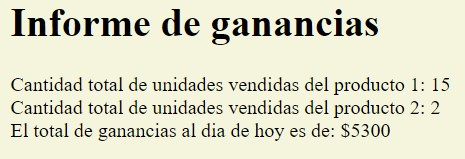 Informe de ganancias
Cantidad total de unidades vendidas del producto 1: 15
Cantidad total de unidades vendidas del producto 2: 2
El total de ganancias al dia de hoy es de: $5300